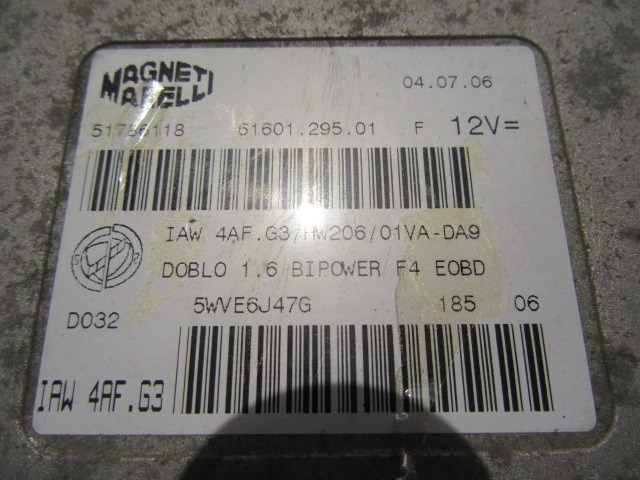 MAGNETI MARELLI
04.07.06
51786118 61601.295.01 F 12V=
IAW 4AF.G3/HW206/01VA-DA9
DOBLO 1.6 BIPOWER F4 EOBD
D032 5WVE6J47G 185 06
IAW 4AF.G3